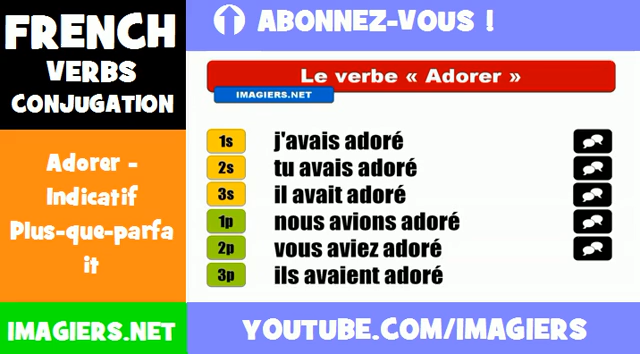 FRENCH
VERBS
CONJUGATION
Adorer -
Indicatif
Plus-que-parfa
it
IMAGIERS.NET
ABONNEZ-VOUS !
Le verbe « Adorer »
IMAGIERS.NET
1s j'avais adoré
2s tu avais adoré
3s il avait adoré
1p nous avions adoré
2p vous aviez adoré
3p ils avaient adoré
YOUTUBE.COM/IMAGIERS